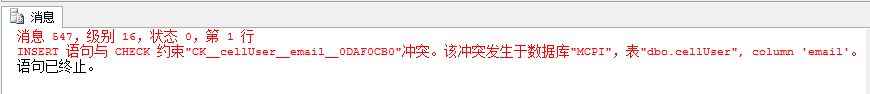 消息
消息 547，级别 16，状态 0，第 1 行
INSERT 语句与 CHECK 约束"CK__cellUser__email__0DAF0CB0"冲突。该冲突发生于数据库"MCPI"，表"dbo.cellUser", column 'email'。
语句已终止。